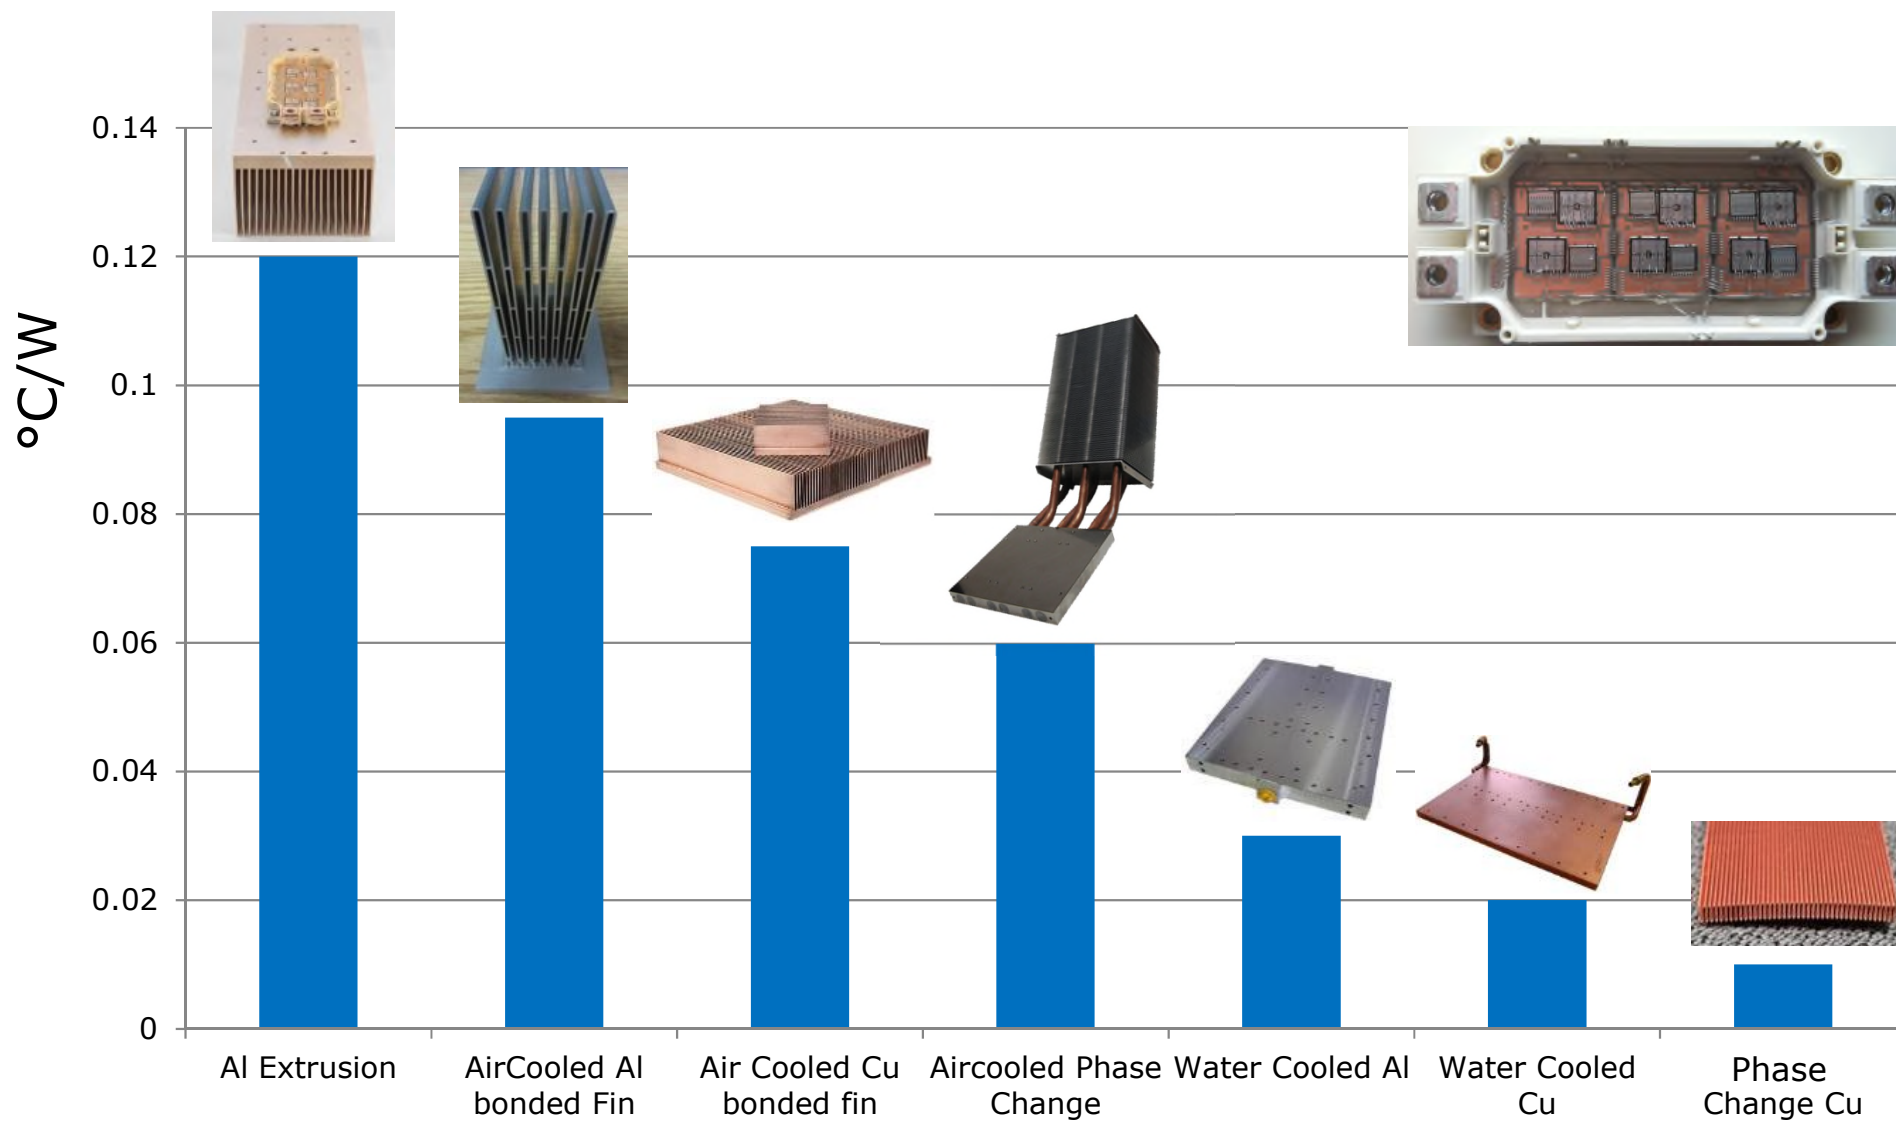 °C/W
0.14
0.12
0.1
0.08
0.06
0.04
0.02
0
Al Extrusion
AirCooled Al
bonded Fin
Air Cooled Cu
bonded fin
Aircooled Phase
Change
Water Cooled Al
Water Cooled
Cu
Phase
Change Cu